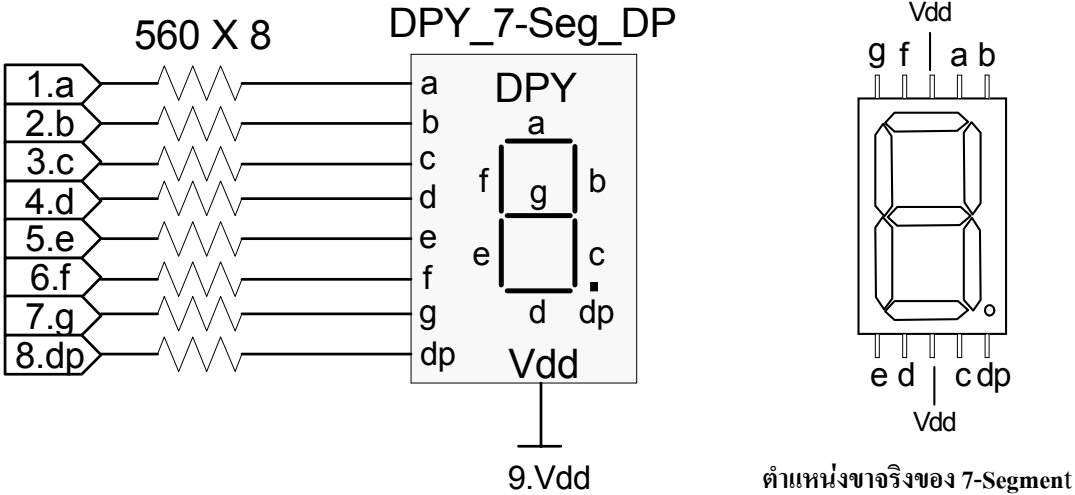 560 X 8
DPY_7-Seg_DP
1.a
2.b
3.c
4.d
5.e
6.f
7.g
8.dp
a
b
c
d
e
f
g
dp
DPY
a
f
b
g
e
c
d
dp
Vdd
9.Vdd
Vdd
g f a b
e d c dp
Vdd
ตำแหน่งขาจริงของ 7-Segment